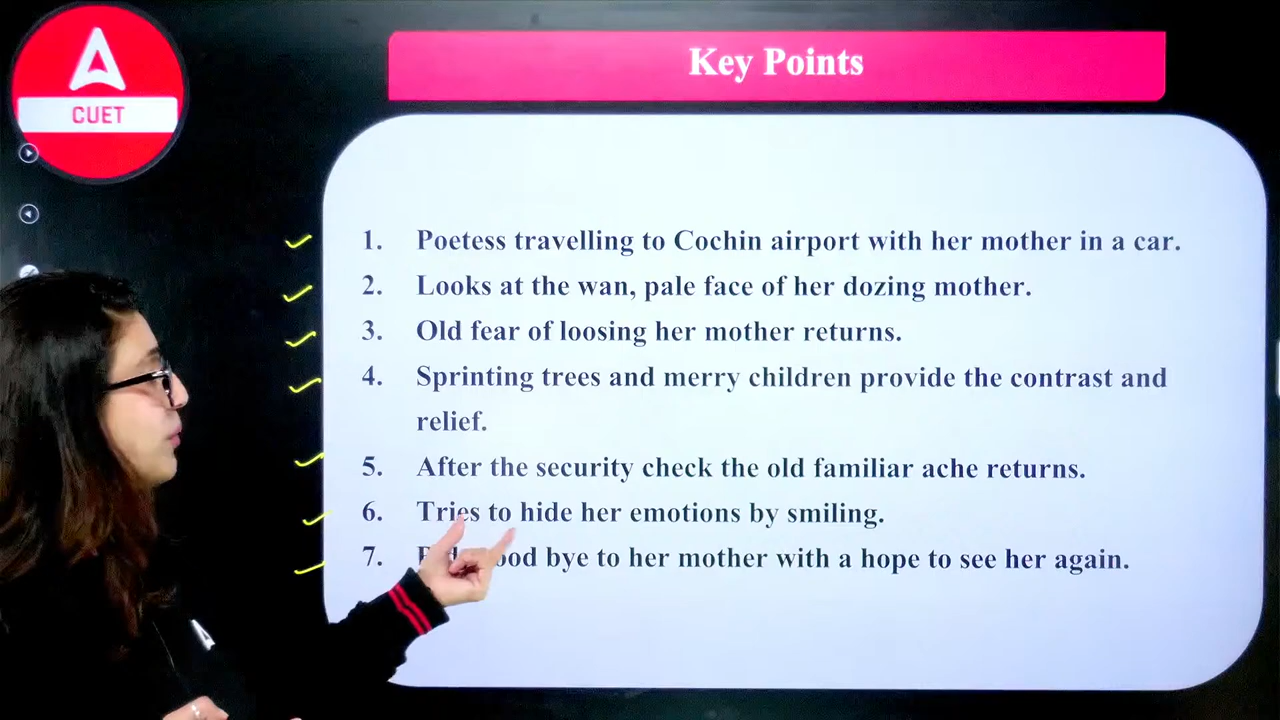 CUET
Key Points
1. Poetess travelling to Cochin airport with her mother in a car.
2. Looks at the wan, pale face of her dozing mother.
3. Old fear of loosing her mother returns.
4. Sprinting trees and merry children provide the contrast and
relief.
5. After the security check the old familiar ache returns.
6. Tries to hide her emotions by smiling.
7. bye to her mother with a hope to see her again.